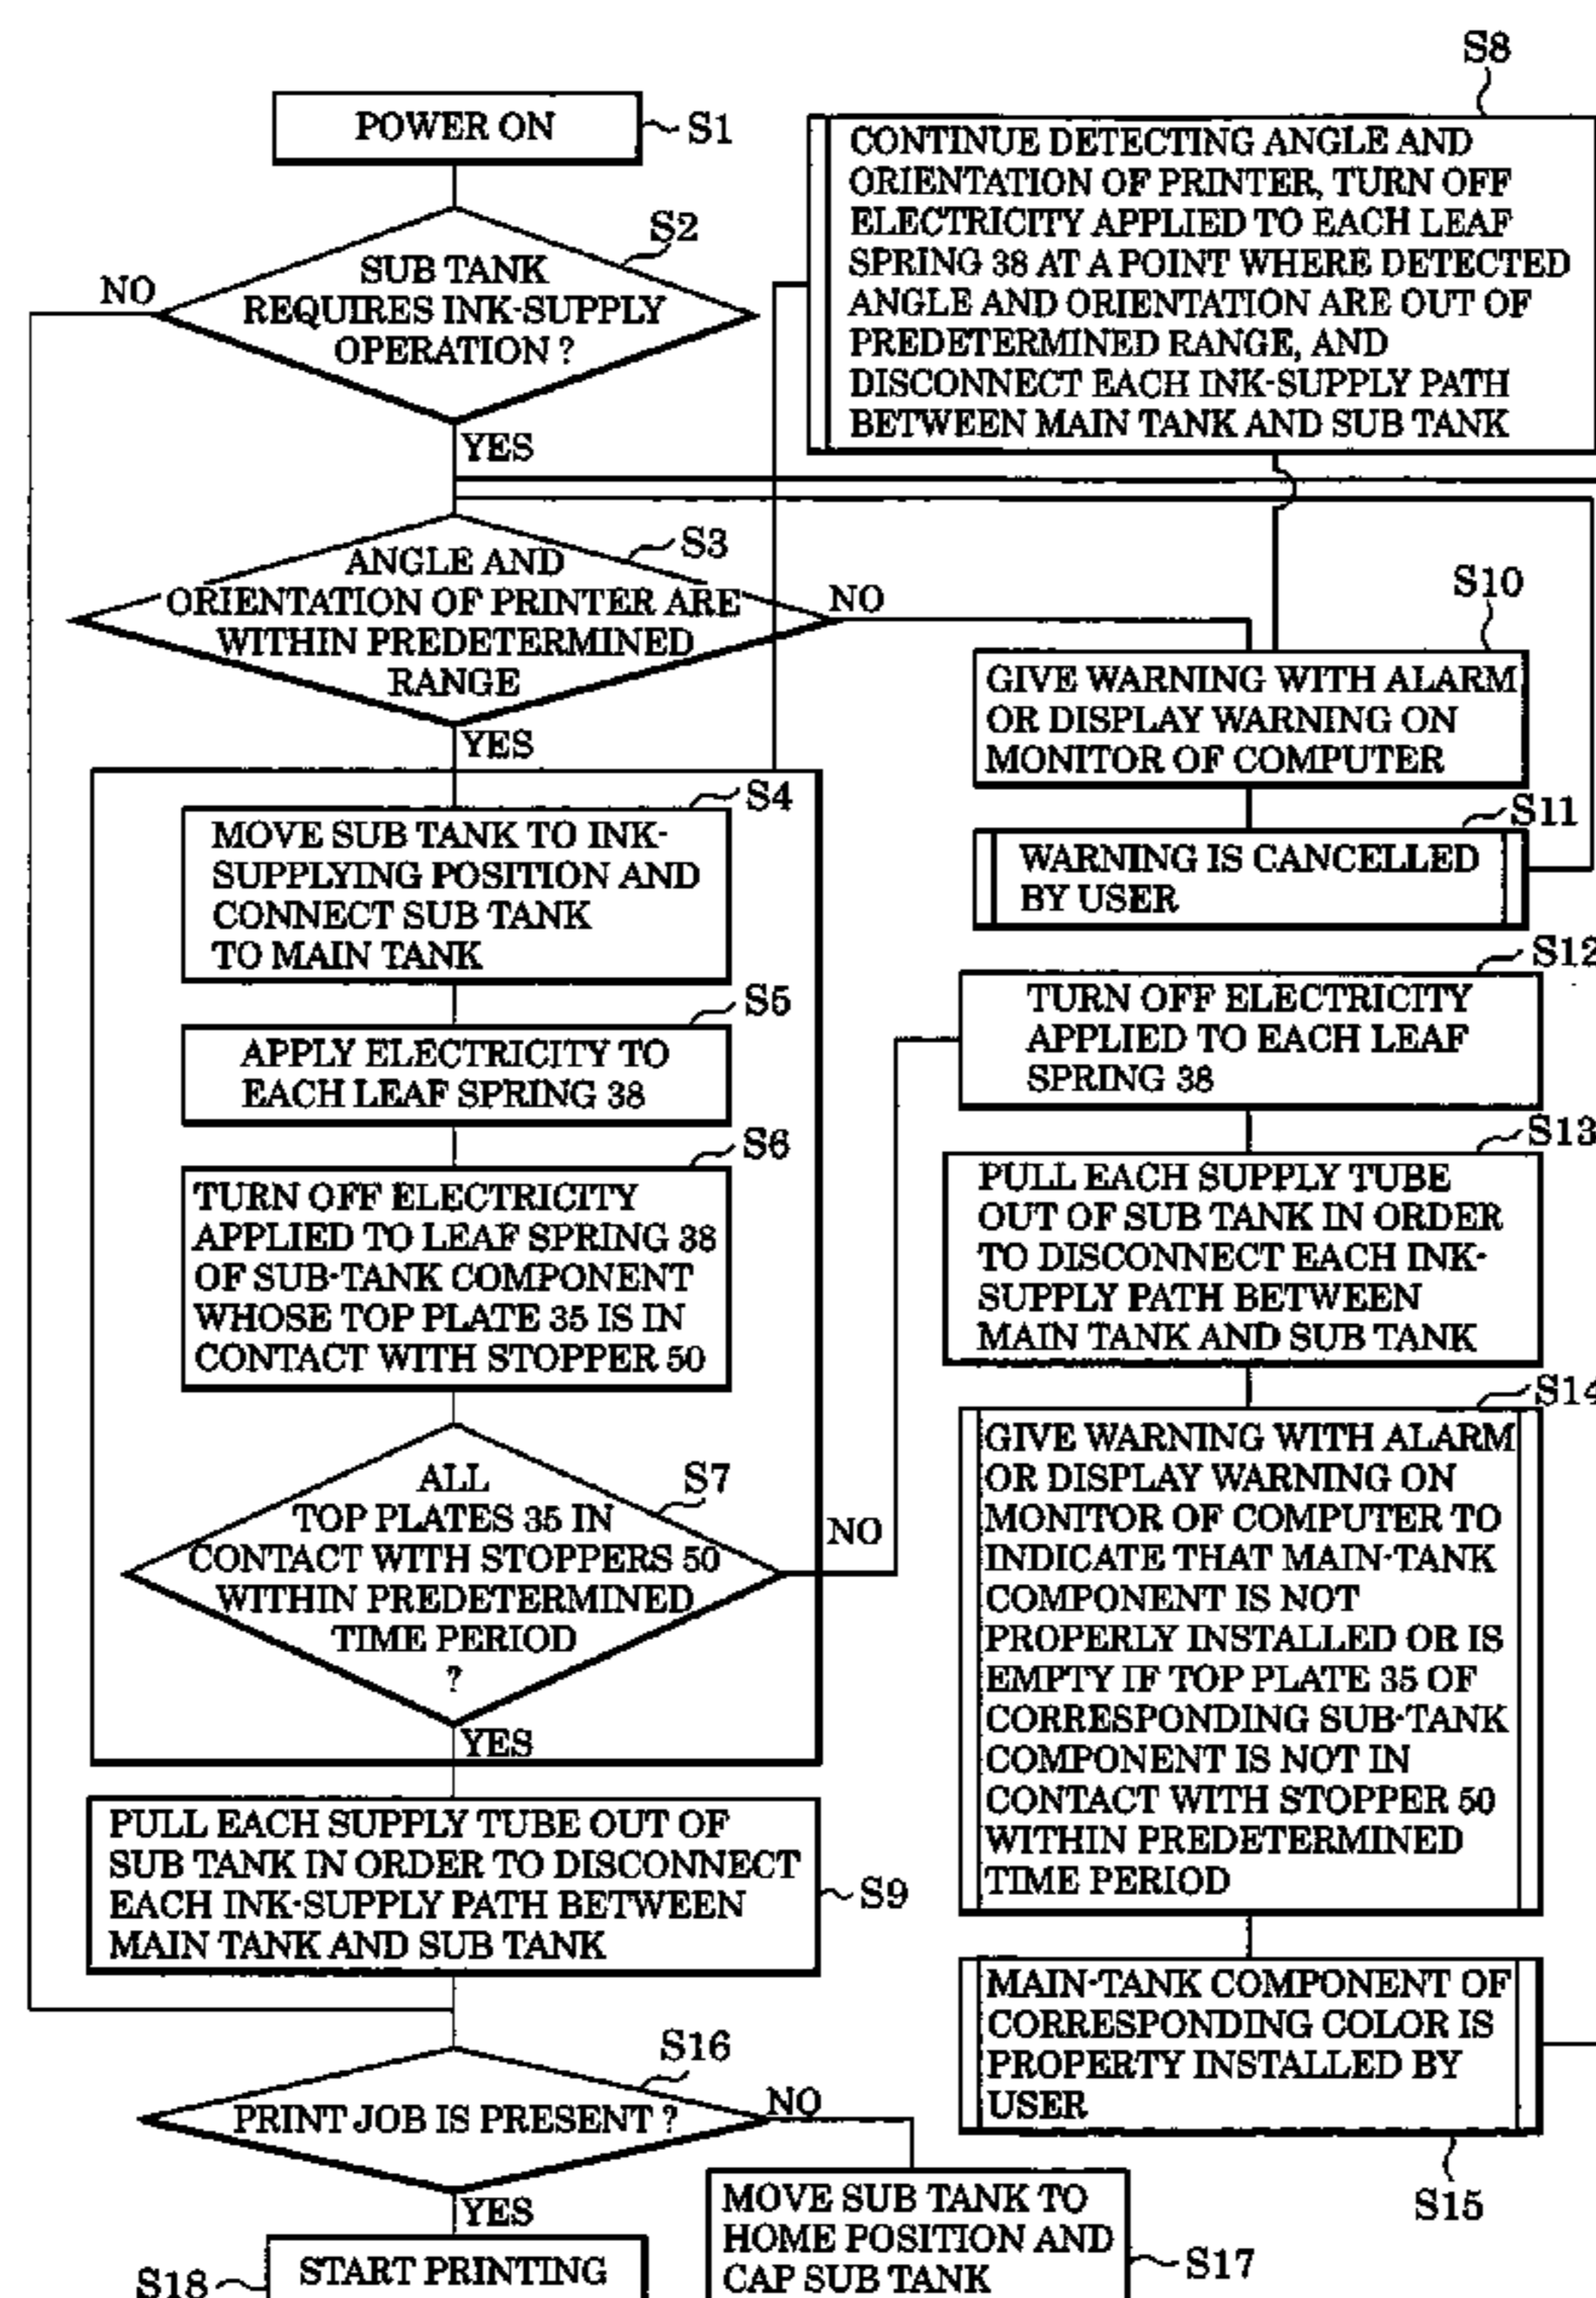 POWER ON
S1
S2
SUB TANK
REQUIRES INK-SUPPLY
OPERATION ?
NO
YES
S8
CONTINUE DETECTING ANGLE AND
ORIENTATION OF PRINTER, TURN OFF
ELECTRICITY APPLIED TO EACH LEAF
SPRING 38 AT A POINT WHERE DETECTED
ANGLE AND ORIENTATION ARE OUT OF
PREDETERMINED RANGE, AND
DISCONNECT EACH INK-SUPPLY PATH
BETWEEN MAIN TANK AND SUB TANK
S3
ANGLE AND
ORIENTATION OF PRINTER ARE
WITHIN PREDETERMINED
RANGE
NO
YES
S10
GIVE WARNING WITH ALARM
OR DISPLAY WARNING ON
MONITOR OF COMPUTER
S11
WARNING IS CANCELLED
BY USER
S4
MOVE SUB TANK TO INK-
SUPPLYING POSITION AND
CONNECT SUB TANK
TO MAIN TANK
S5
APPLY ELECTRICITY TO
EACH LEAF SPRING 38
S6
TURN OFF ELECTRICITY
APPLIED TO LEAF SPRING 38
OF SUB-TANK COMPONENT
WHOSE TOP PLATE 35 IS IN
CONTACT WITH STOPPER 50
S7
ALL
TOP PLATES 35 IN
CONTACT WITH STOPPERS 50
WITHIN PREDETERMINED
TIME PERIOD
?
NO
YES
S12
TURN OFF ELECTRICITY
APPLIED TO EACH LEAF
SPRING 38
S13
PULL EACH SUPPLY TUBE
OUT OF SUB TANK IN ORDER
TO DISCONNECT EACH INK-
SUPPLY PATH BETWEEN
MAIN TANK AND SUB TANK
S14
GIVE WARNING WITH ALARM
OR DISPLAY WARNING ON
MONITOR OF COMPUTER TO
INDICATE THAT MAIN-TANK
COMPONENT IS NOT
PROPERLY INSTALLED OR IS
EMPTY IF TOP PLATE 35 OF
CORRESPONDING SUB-TANK
COMPONENT IS NOT IN
CONTACT WITH STOPPER 50
WITHIN PREDETERMINED
TIME PERIOD
MAIN-TANK COMPONENT OF
CORRESPONDING COLOR IS
PROPERTY INSTALLED BY
USER
S15
PULL EACH SUPPLY TUBE OUT OF
SUB TANK IN ORDER TO DISCONNECT
EACH INK-SUPPLY PATH BETWEEN
MAIN TANK AND SUB TANK
S9
S16
PRINT JOB IS PRESENT ?
NO
YES
MOVE SUB TANK TO
HOME POSITION AND
CAP SUB TANK
S17
S18
START PRINTING